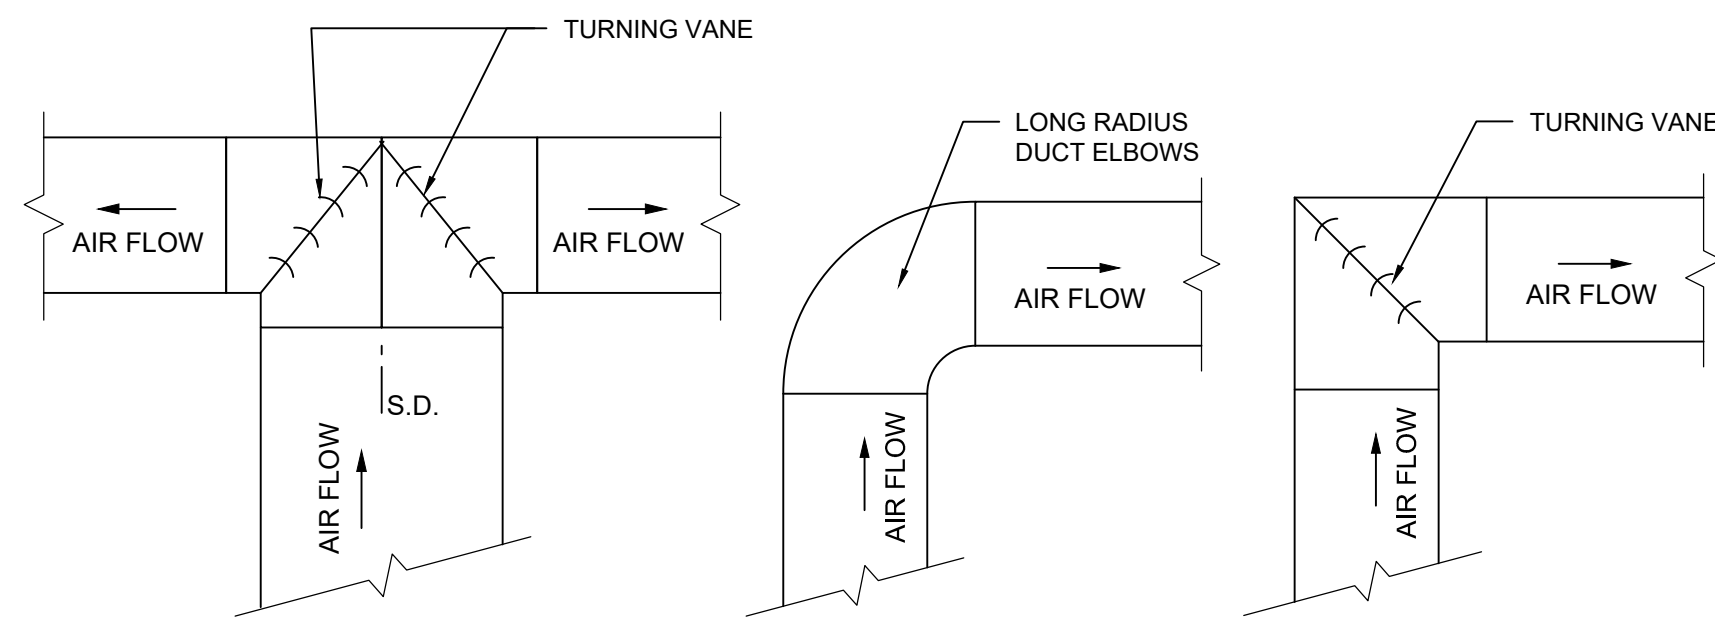 TURNING VANE
AIR FLOW
AIR FLOW
S.D.
AIR FLOW
LONG RADIUS
DUCT ELBOWS
AIR FLOW
AIR FLOW
TURNING VANE
AIR FLOW
AIR FLOW